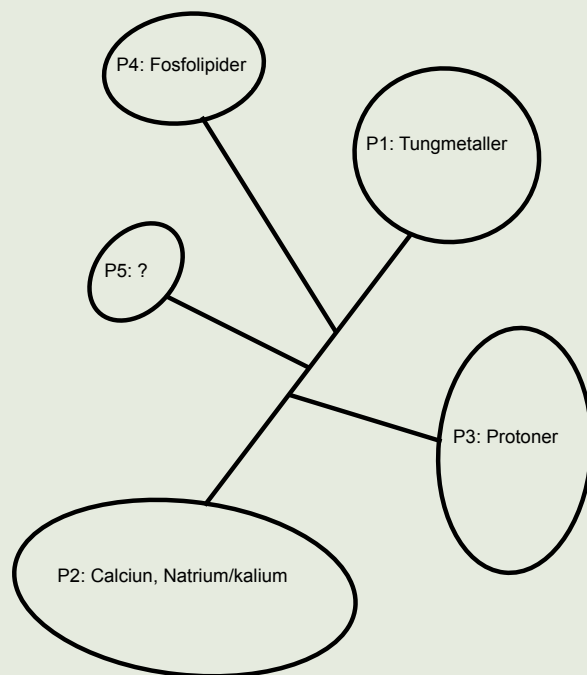 P4: Fosfolipider
P1: Tungmetaller
P5: ?
P3: Protoner
P2: Calciun, Natrium/kalium